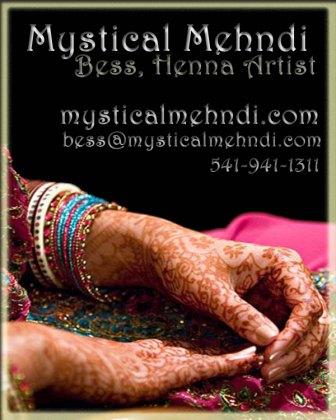 Mystical Mehndi
Bess, Henna Artist
mysticalmehndi.com
bess@mysticalmehndi.com
541-941-1311